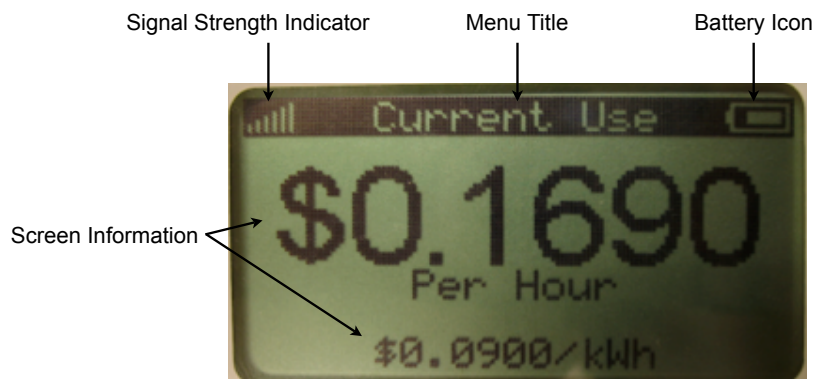 Signal Strength Indicator Menu Title Battery Icon
Current Use
$0.1690
Screen Information
Per Hour
$0.0900/kWh